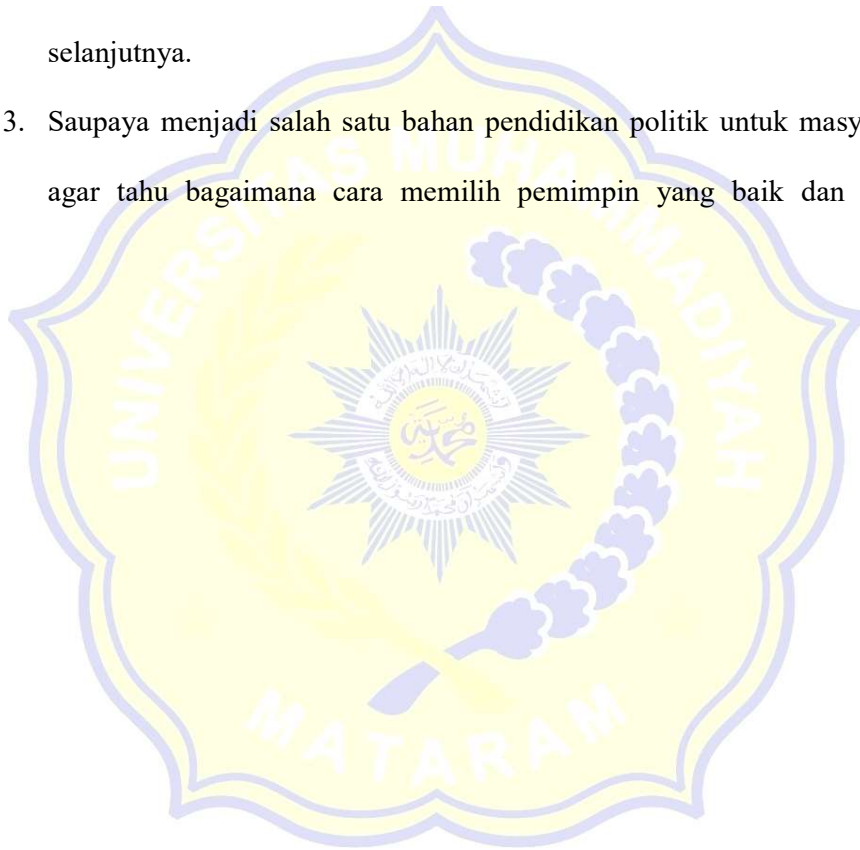 selanjutnya.
3. Saupaya menjadi salah satu bahan pendidikan politik untuk masy
agar tahu bagaimana cara memilih pemimpin yang baik dan
UNIVERSITAS MUHAMMADIYAH
MATARAM